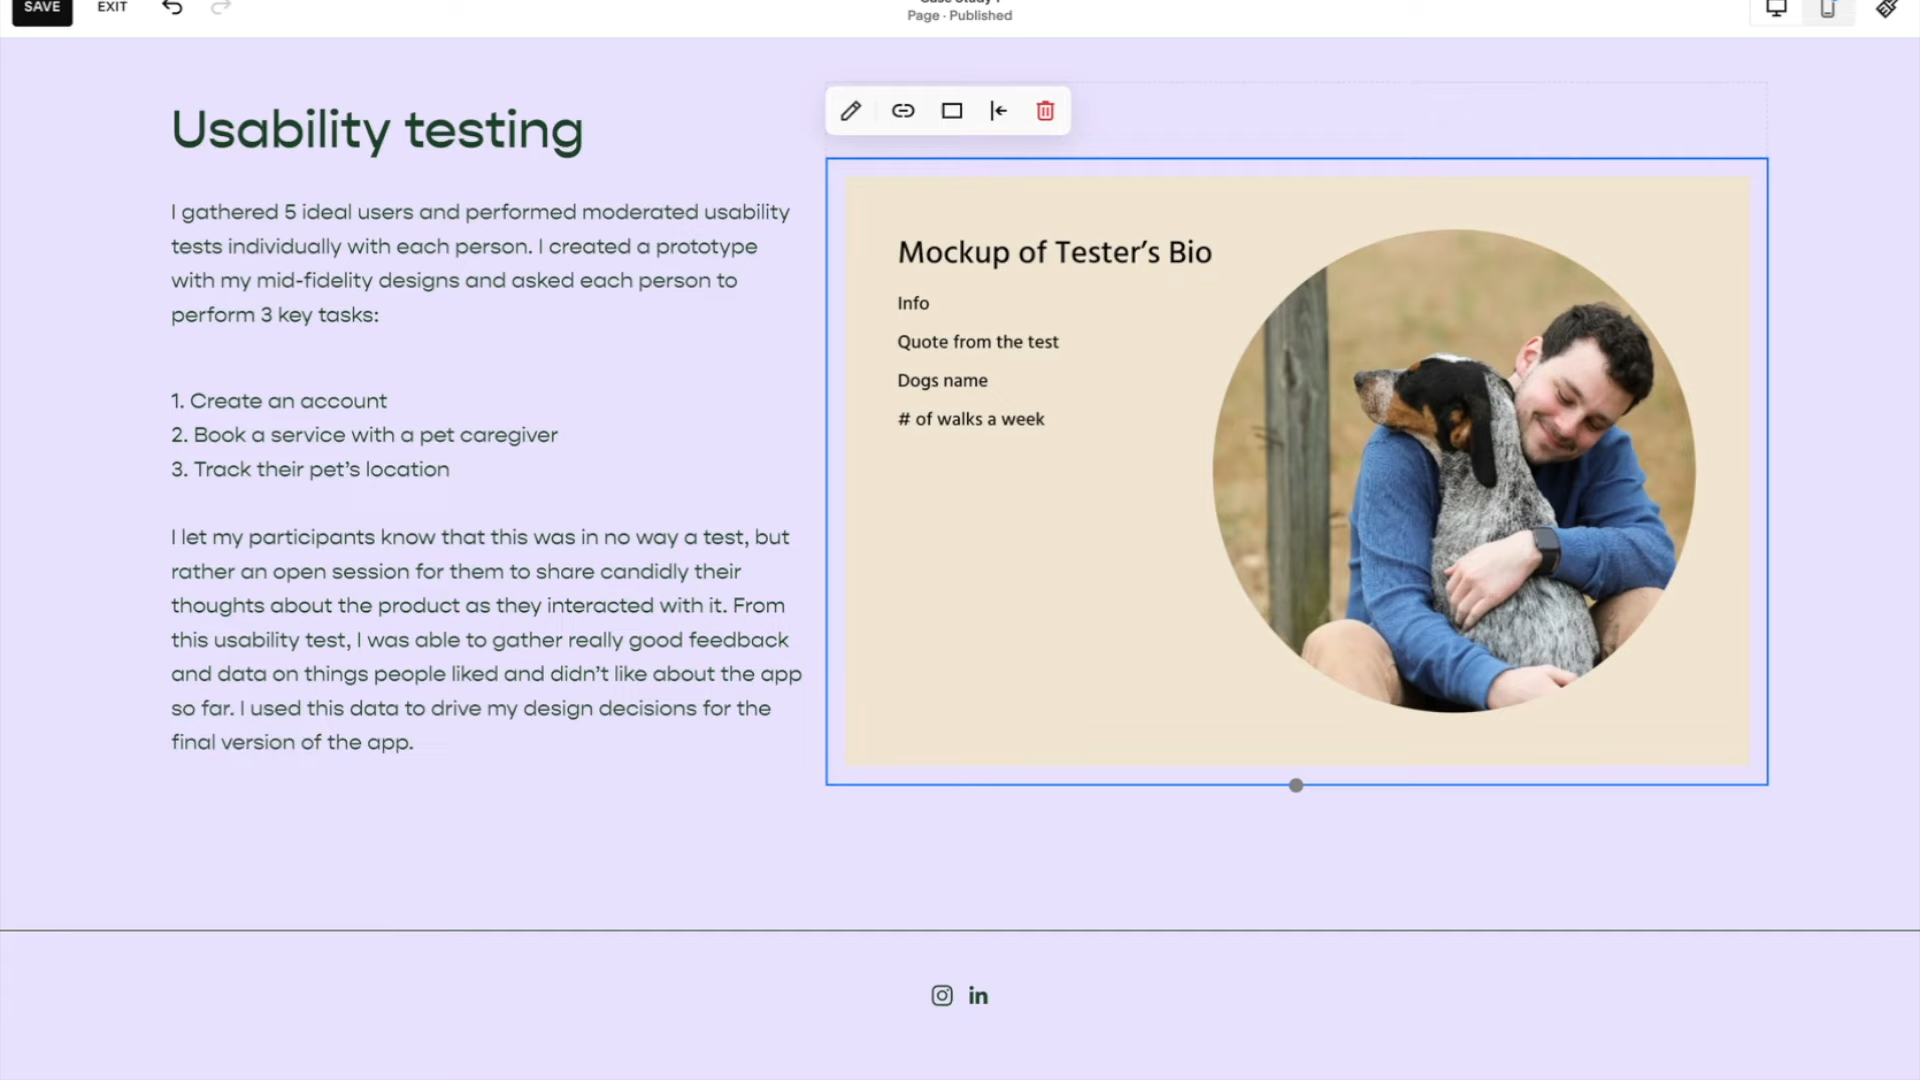 SAVE
EXIT
Page · Published
Usability testing
I gathered 5 ideal users and performed moderated usability
tests individually with each person. I created a prototype
with my mid-fidelity designs and asked each person to
perform 3 key tasks:
1. Create an account
2. Book a service with a pet caregiver
3. Track their pet’s location
I let my participants know that this was in no way a test, but
rather an open session for them to share candidly their
thoughts about the product as they interacted with it. From
this usability test, I was able to gather really good feedback
and data on things people liked and didn’t like about the app
so far. I used this data to drive my design decisions for the
final version of the app.
Mockup of Tester’s Bio
Info
Quote from the test
Dogs name
# of walks a week
in